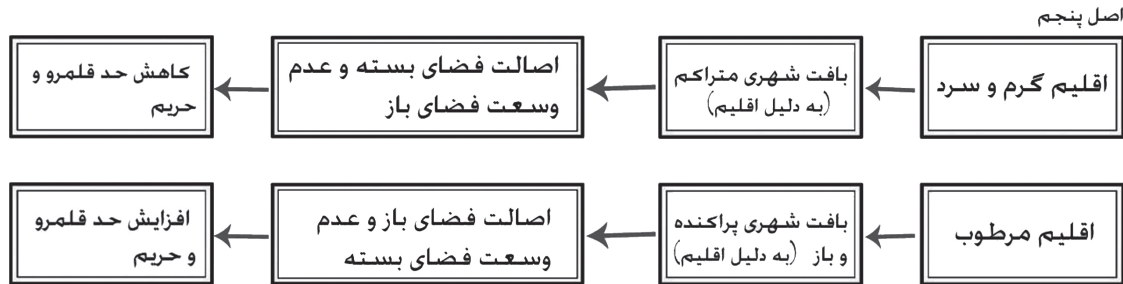 اصل پنجم
اقلیم گرم و سرد
بافت شهری متراکم
(به دلیل اقلیم)
اصالت فضای بسته و عدم
وسعت فضای باز
کاهش حد قلمرو و
حریم
اقلیم مرطوب
بافت شهری پراکنده
و باز (به دلیل اقلیم)
اصالت فضای باز و عدم
وسعت فضای بسته
افزایش حد قلمرو
و حریم